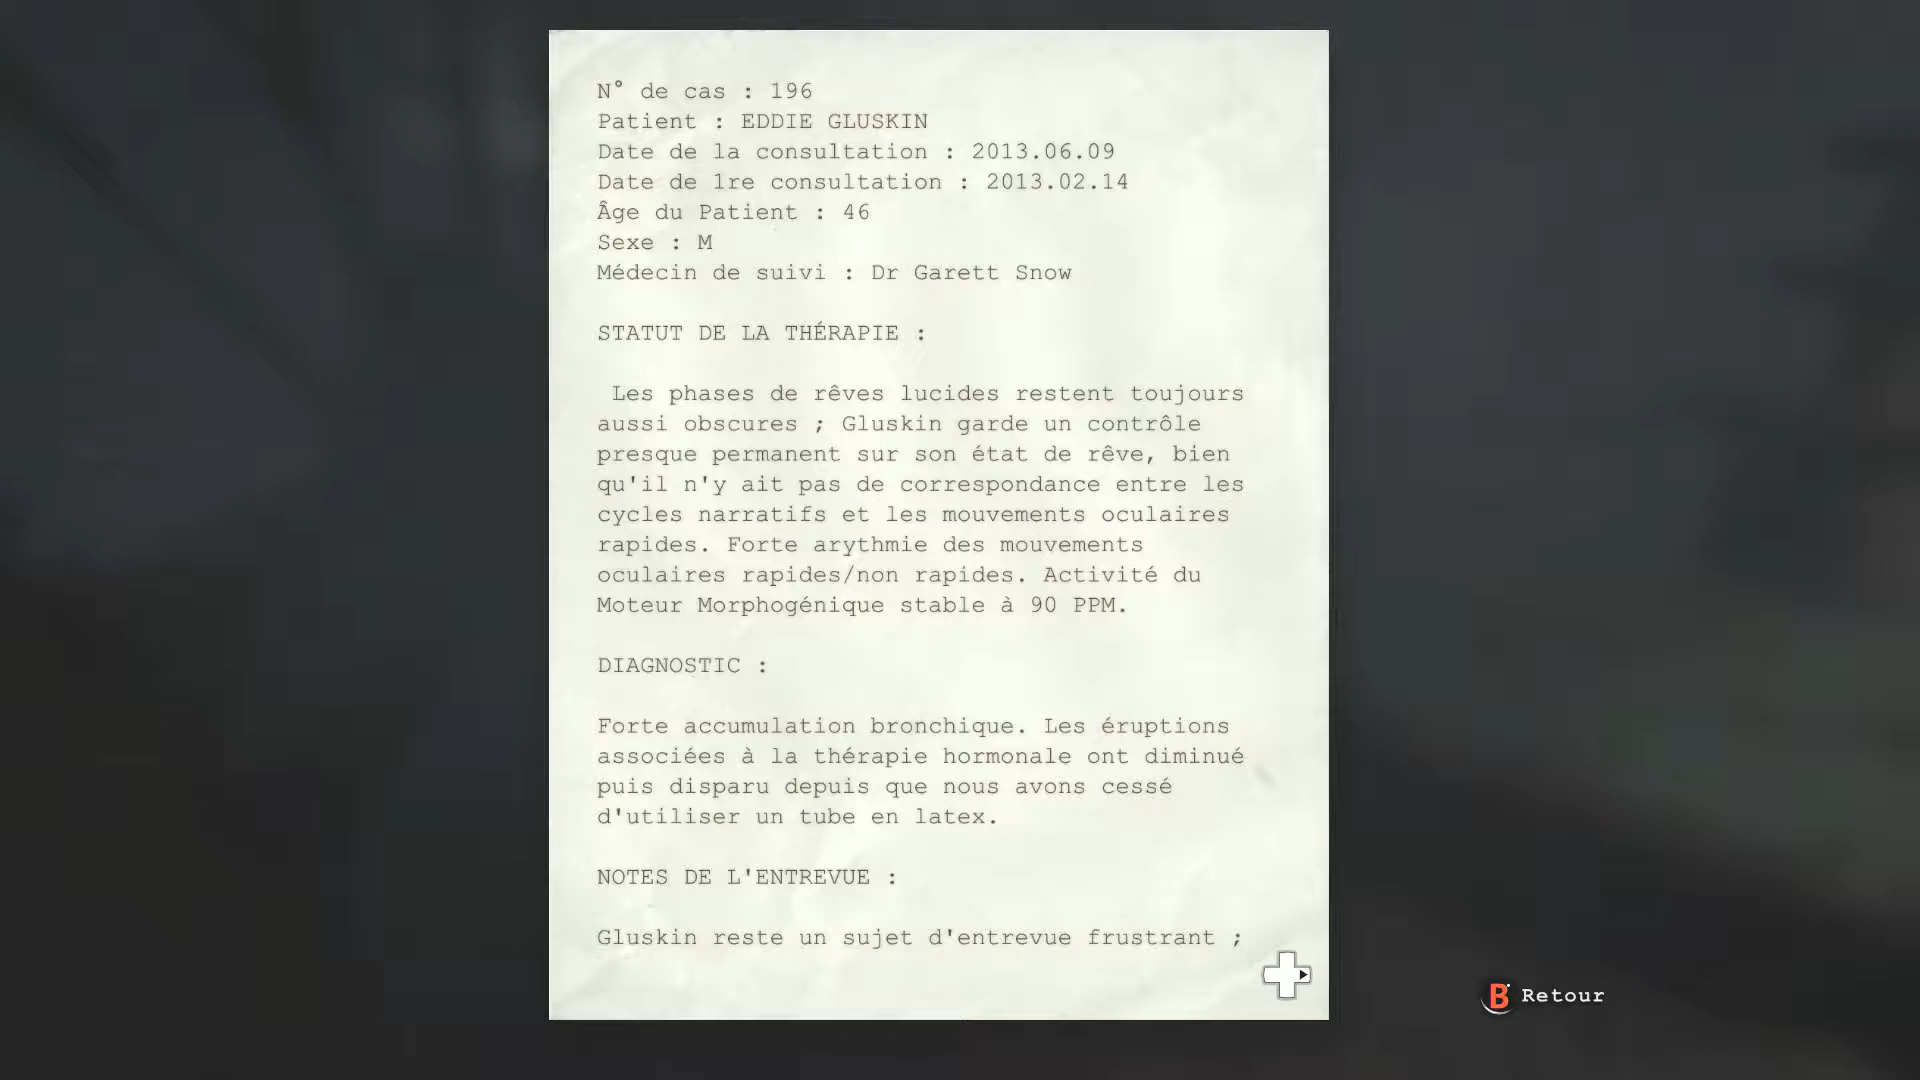 N° de cas : 196
Patient : EDDIE GLUSKIN
Date de la consultation : 2013.06.09
Date de 1re consultation : 2013.02.14
Âge du Patient : 46
Sexe : M
Médecin de suivi : Dr Garett Snow
STATUT DE LA THÉRAPIE :
Les phases de rêves lucides restent toujours
aussi obscures ; Gluskin garde un contrôle
presque permanent sur son état de rêve, bien
qu'il n'y ait pas de correspondance entre les
cycles narratifs et les mouvements oculaires
rapides. Forte arythmie des mouvements
oculaires rapides/non rapides. Activité du
Moteur Morphogénique stable à 90 PPM.
DIAGNOSTIC :
Forte accumulation bronchique. Les éruptions
associées à la thérapie hormonale ont diminué
puis disparu depuis que nous avons cessé
d'utiliser un tube en latex.
NOTES DE L'ENTREVUE :
Gluskin reste un sujet d'entrevue frustrant ;
B Retour